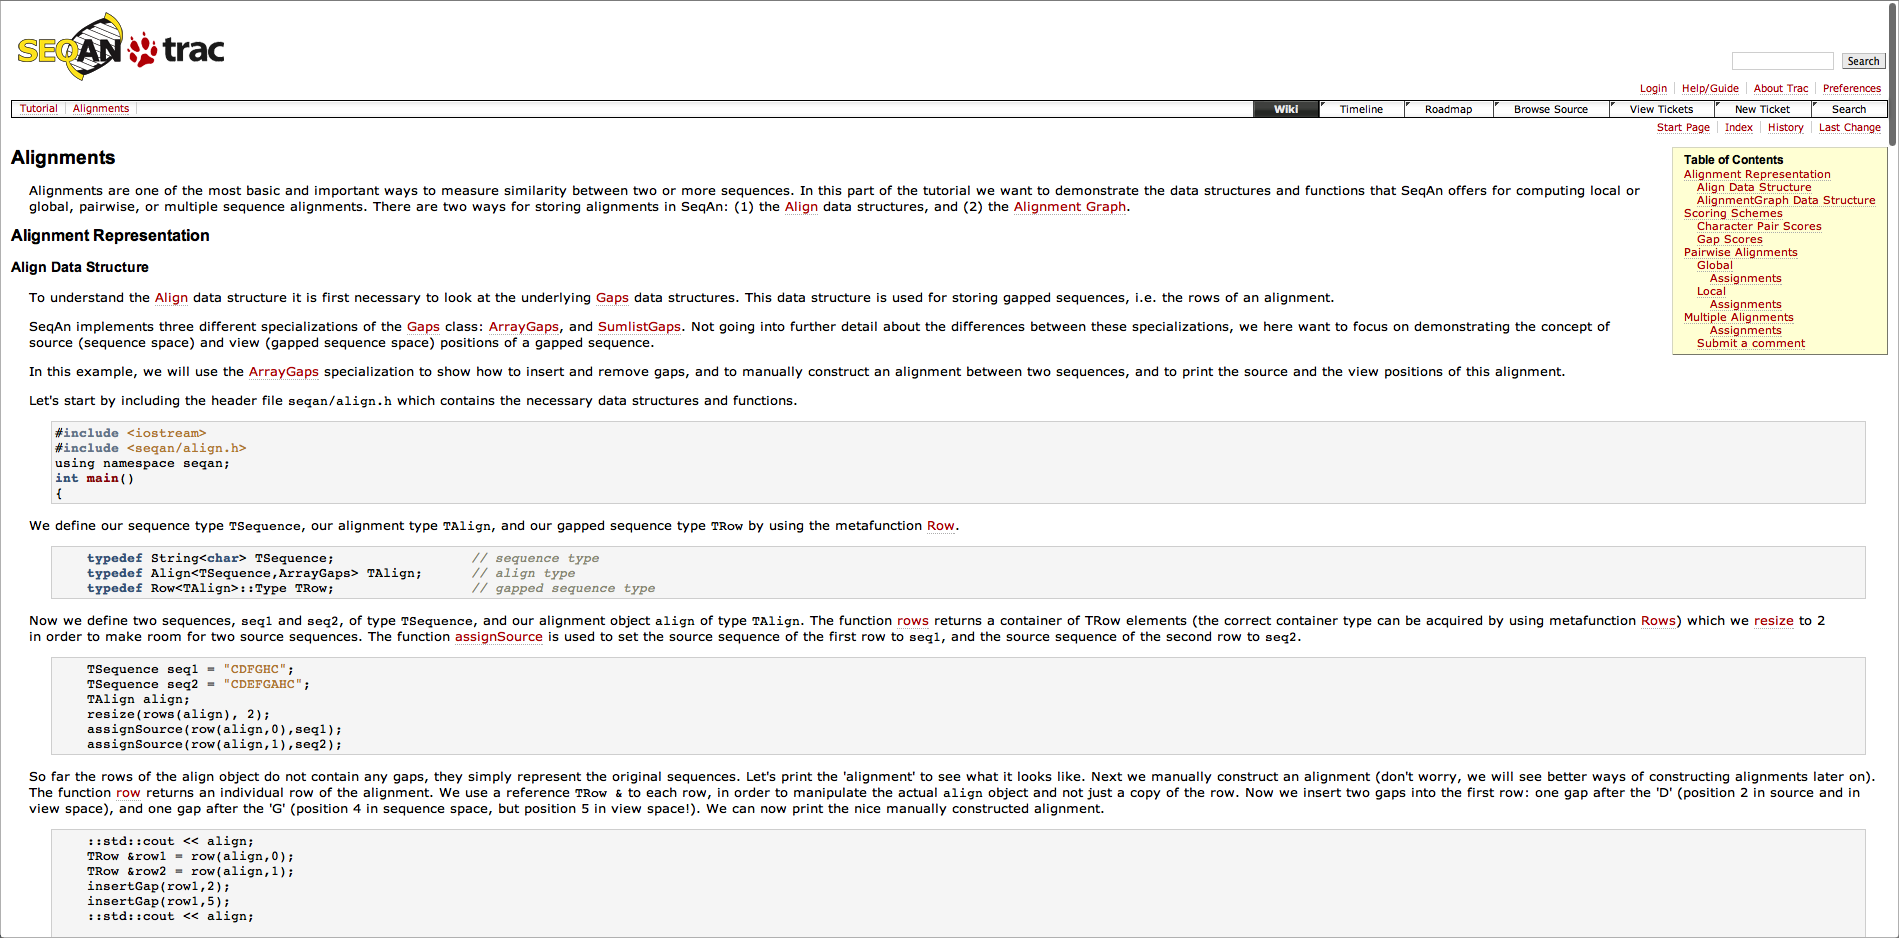 SEQAN trac
Search
Login Help/Guide About Trac Preferences
Tutorial Alignments Wiki Timeline Roadmap Browse Source View Tickets New Ticket Search
Start Page Index History Last Change
Alignments
Alignments are one of the most basic and important ways to measure similarity between two or more sequences. In this part of the tutorial we want to demonstrate the data structures and functions that SeqAn offers for computing local or
global, pairwise, or multiple sequence alignments. There are two ways for storing alignments in SeqAn: (1) the Align data structures, and (2) the Alignment Graph.
Table of Contents
Alignment Representation
Align Data Structure
AlignmentGraph Data Structure
Scoring Schemes
Character Pair Scores
Gap Scores
Pairwise Alignments
Global
Assignments
Local
Assignments
Multiple Alignments
Assignments
Submit a comment
Alignment Representation
Align Data Structure
To understand the Align data structure it is first necessary to look at the underlying Gaps data structures. This data structure is used for storing gapped sequences, i.e. the rows of an alignment.
SeqAn implements three different specializations of the Gaps class: ArrayGaps, and SumlistGaps. Not going into further detail about the differences between these specializations, we here want to focus on demonstrating the concept of
source (sequence space) and view (gapped sequence space) positions of a gapped sequence.
In this example, we will use the ArrayGaps specialization to show how to insert and remove gaps, and to manually construct an alignment between two sequences, and to print the source and the view positions of this alignment.
Let's start by including the header file seqan/align.h which contains the necessary data structures and functions.
#include <iostream>
#include <seqan/align.h>
using namespace seqan;
int main()
{
We define our sequence type TSequence, our alignment type TAlign, and our gapped sequence type TRow by using the metafunction Row.
typedef String<char> TSequence; // sequence type
typedef Align<TSequence,ArrayGaps> TAlign; // align type
typedef Row<TAlign>::Type TRow; // gapped sequence type
Now we define two sequences, seq1 and seq2, of type TSequence, and our alignment object align of type TAlign. The function rows returns a container of TRow elements (the correct container type can be acquired by using metafunction Rows) which we resize to 2
in order to make room for two source sequences. The function assignSource is used to set the source sequence of the first row to seq1, and the source sequence of the second row to seq2.
TSequence seq1 = "CDFGHC";
TSequence seq2 = "CDEFGAHC";
TAlign align;
resize(rows(align), 2);
assignSource(row(align,0),seq1);
assignSource(row(align,1),seq2);
So far the rows of the align object do not contain any gaps, they simply represent the original sequences. Let's print the 'alignment' to see what it looks like. Next we manually construct an alignment (don't worry, we will see better ways of constructing alignments later on).
The function row returns an individual row of the alignment. We use a reference TRow & to each row, in order to manipulate the actual align object and not just a copy of the row. Now we insert two gaps into the first row: one gap after the 'D' (position 2 in source and in
view space), and one gap after the 'G' (position 4 in sequence space, but position 5 in view space!). We can now print the nice manually constructed alignment.
::std::cout << align;
TRow &row1 = row(align,0);
TRow &row2 = row(align,1);
insertGap(row1,2);
insertGap(row1,5);
::std::cout << align;